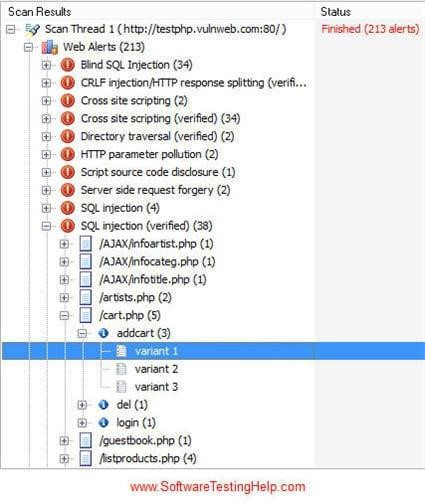 Scan Results Status
Scan Thread 1 ( http://testphp.vulnweb.com:80/ ) Finished (213 alerts)
Web Alerts (213)
Blind SQL Injection (34)
CRLF injection/HTTP response splitting (verifi...
Cross site scripting (2)
Cross site scripting (verified) (34)
Directory traversal (verified) (2)
HTTP parameter pollution (2)
Script source code disclosure (1)
Server side request forgery (2)
SQL injection (4)
SQL injection (verified) (38)
/AJAX/infoartist.php (1)
/AJAX/infocateg.php (1)
/AJAX/infotitle.php (1)
/artists.php (2)
/cart.php (5)
addcart (3)
variant 1
variant 2
variant 3
del (1)
login (1)
/guestbook.php (1)
/listproducts.php (4)
www.SoftwareTestingHelp.com